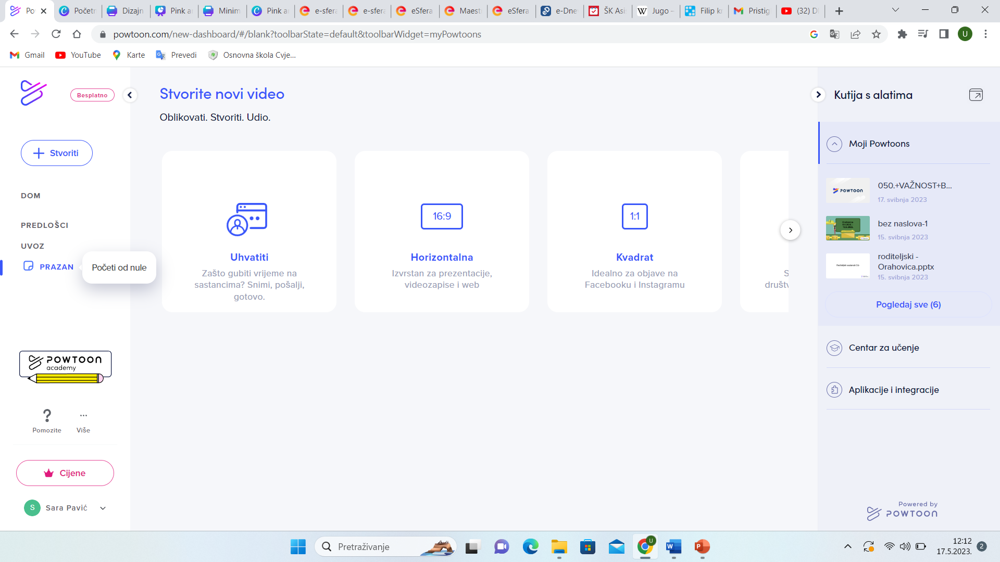 Po
Početn
Dizajn
Pink a
Minim
Pink a
e-sfera
e-sfera
eSfera
Maest
eSfera
e-Dne
ŠK Asi
Jugo -
Filip k
Pristig
(32) D
powtoon.com/new-dashboard/#/blank?toolbarState=default&toolbarWidget=myPowtoons
U
Gmail
YouTube
Karte
Prevedi
Osnovna škola Cvje...
Besplatno
Stvoriti
DOM
PREDLOŠCI
UVOZ
PRAZAN
Početi od nule
POWTOON
academy
?
Pomozite
...
Više
Cijene
S
Sara Pavić
Stvorite novi video
Oblikovati. Stvoriti. Udio.
Uhvatiti
Zašto gubiti vrijeme na
sastancima? Snimi, pošalji,
gotovo.
16:9
Horizontalna
Izvrstan za prezentacije,
videozapise i web
1:1
Kvadrat
Idealno za objave na
Facebooku i Instagramu
S
društv
Kutija s alatima
Moji Powtoons
POWTOON
050.+VAŽNOST+B...
17. svibnja 2023
bez naslova-1
15. svibnja 2023
roditeljski -
Orahovica.pptx
15. svibnja 2023
Pogledaj sve (6)
Centar za učenje
Aplikacije i integracije
Powered by
POWTOON
Pretraživanje
U
W
P
12:12
17.5.2023.
2